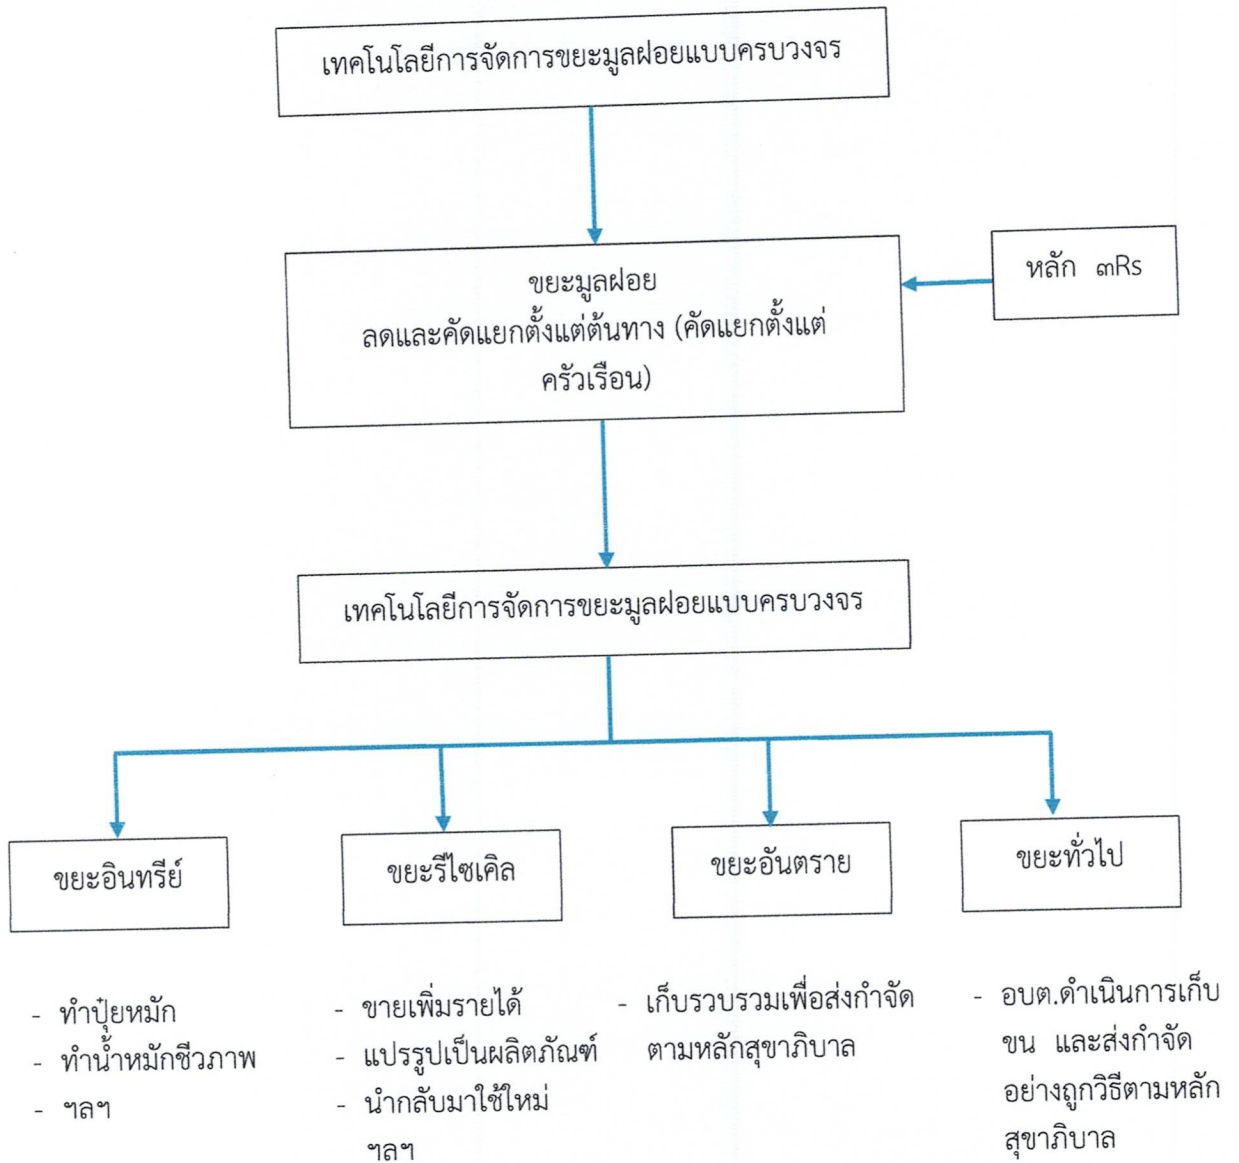 เทคโนโลยีการจัดการขยะมูลฝอยแบบครบวงจร
ขยะมูลฝอย
ลดและคัดแยกตั้งแต่ต้นทาง (คัดแยกตั้งแต่
ครัวเรือน)
หลัก ๓Rs
เทคโนโลยีการจัดการขยะมูลฝอยแบบครบวงจร
ขยะอินทรีย์
ขยะรีไซเคิล
ขยะอันตราย
ขยะทั่วไป
- ทำปุ๋ยหมัก
- ทำน้ำหมักชีวภาพ
- ฯลฯ
- ขายเพิ่มรายได้
- แปรรูปเป็นผลิตภัณฑ์
- นำกลับมาใช้ใหม่
ฯลฯ
- เก็บรวบรวมเพื่อส่งกำจัด
ตามหลักสุขาภิบาล
- อบต.ดำเนินการเก็บ
ขน และส่งกำจัด
อย่างถูกวิธีตามหลัก
สุขาภิบาล